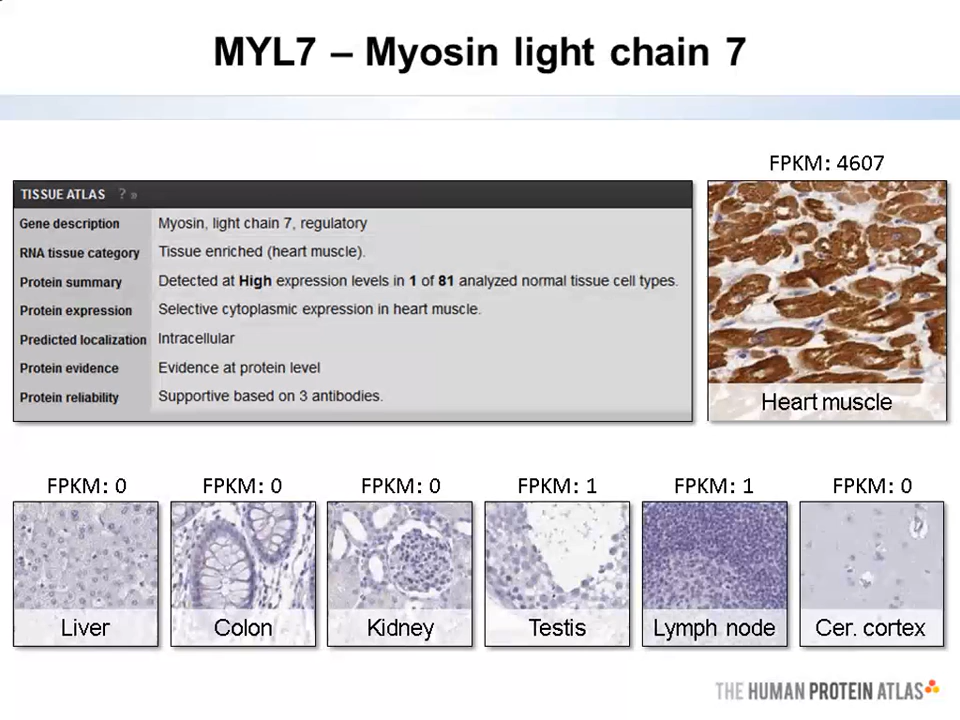 MYL7 – Myosin light chain 7
FPKM: 4607
TISSUE ATLAS ? »
Gene description Myosin, light chain 7, regulatory
RNA tissue category Tissue enriched (heart muscle).
Protein summary Detected at High expression levels in 1 of 81 analyzed normal tissue cell types.
Protein expression Selective cytoplasmic expression in heart muscle.
Predicted localization Intracellular
Protein evidence Evidence at protein level
Protein reliability Supportive based on 3 antibodies.
Heart muscle
FPKM: 0 FPKM: 0 FPKM: 0 FPKM: 1 FPKM: 1 FPKM: 0
Liver Colon Kidney Testis Lymph node Cer. cortex
THE HUMAN PROTEIN ATLAS